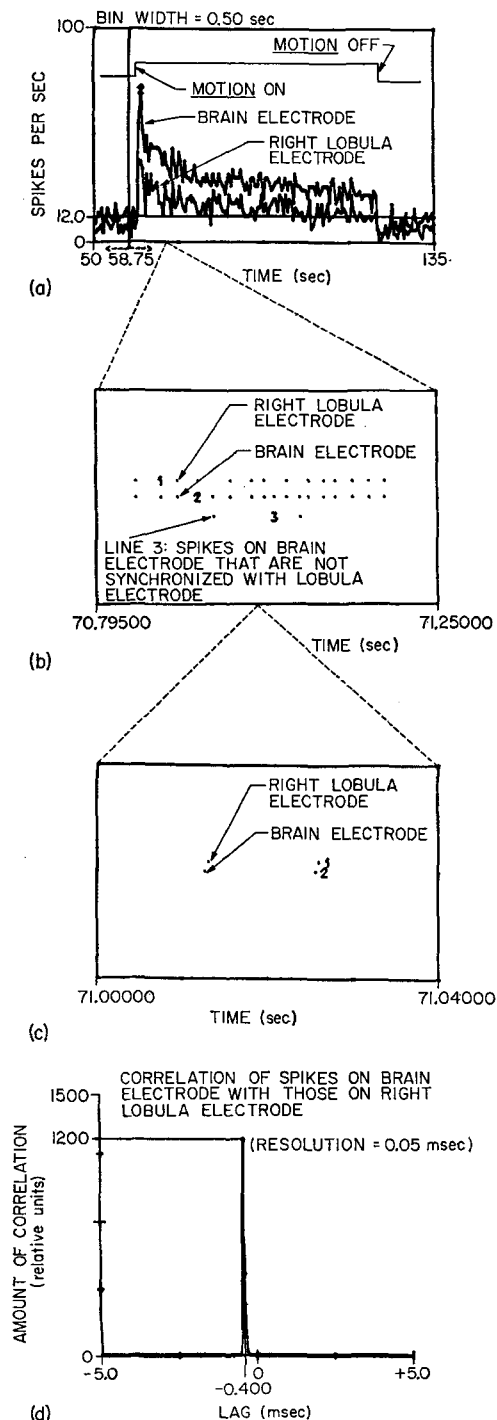 BIN WIDTH = 0.50 sec
100
MOTION OFF
MOTION ON
BRAIN ELECTRODE
RIGHT LOBULA
ELECTRODE
SPIKES PER SEC
12.0
0
50 58.75 135
TIME (sec)
(a)
RIGHT LOBULA
ELECTRODE
BRAIN ELECTRODE
1
2
3
LINE 3: SPIKES ON BRAIN
ELECTRODE THAT ARE NOT
SYNCHRONIZED WITH LOBULA
ELECTRODE
70.79500 71.25000
TIME (sec)
(b)
RIGHT LOBULA
ELECTRODE
BRAIN ELECTRODE
1
2
71.00000 71.04000
TIME (sec)
(c)
CORRELATION OF SPIKES ON BRAIN
ELECTRODE WITH THOSE ON RIGHT
LOBULA ELECTRODE
1500
1200
(RESOLUTION = 0.05 msec)
AMOUNT OF CORRELATION
(relative units)
0
-5.0 0 +5.0
-0.400
LAG (msec)
(d)